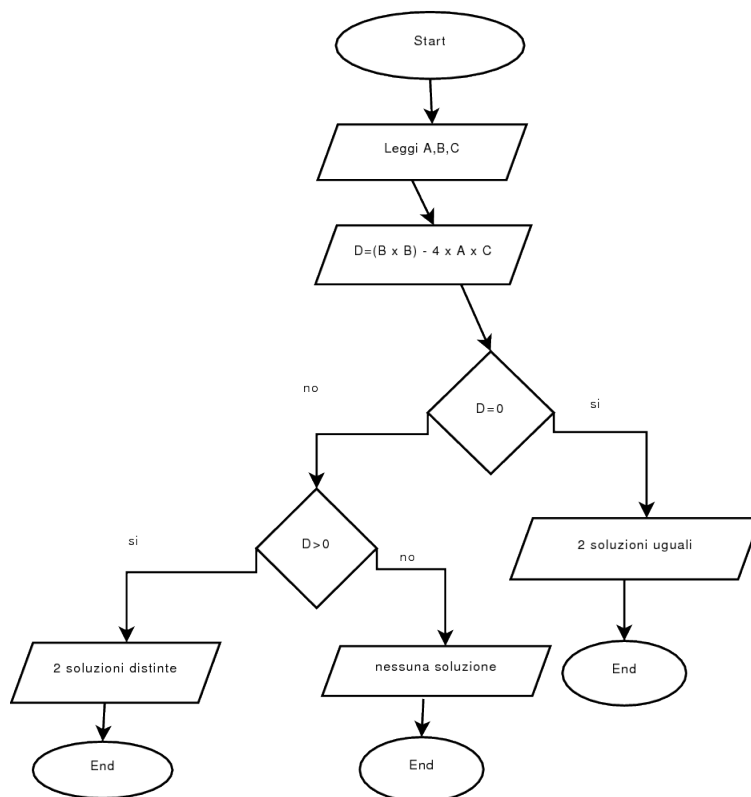 Start
Leggi A,B,C
D=(B x B) - 4 x A x C
no
D=0
si
si
D>0
no
2 soluzioni uguali
2 soluzioni distinte
nessuna soluzione
End
End
End